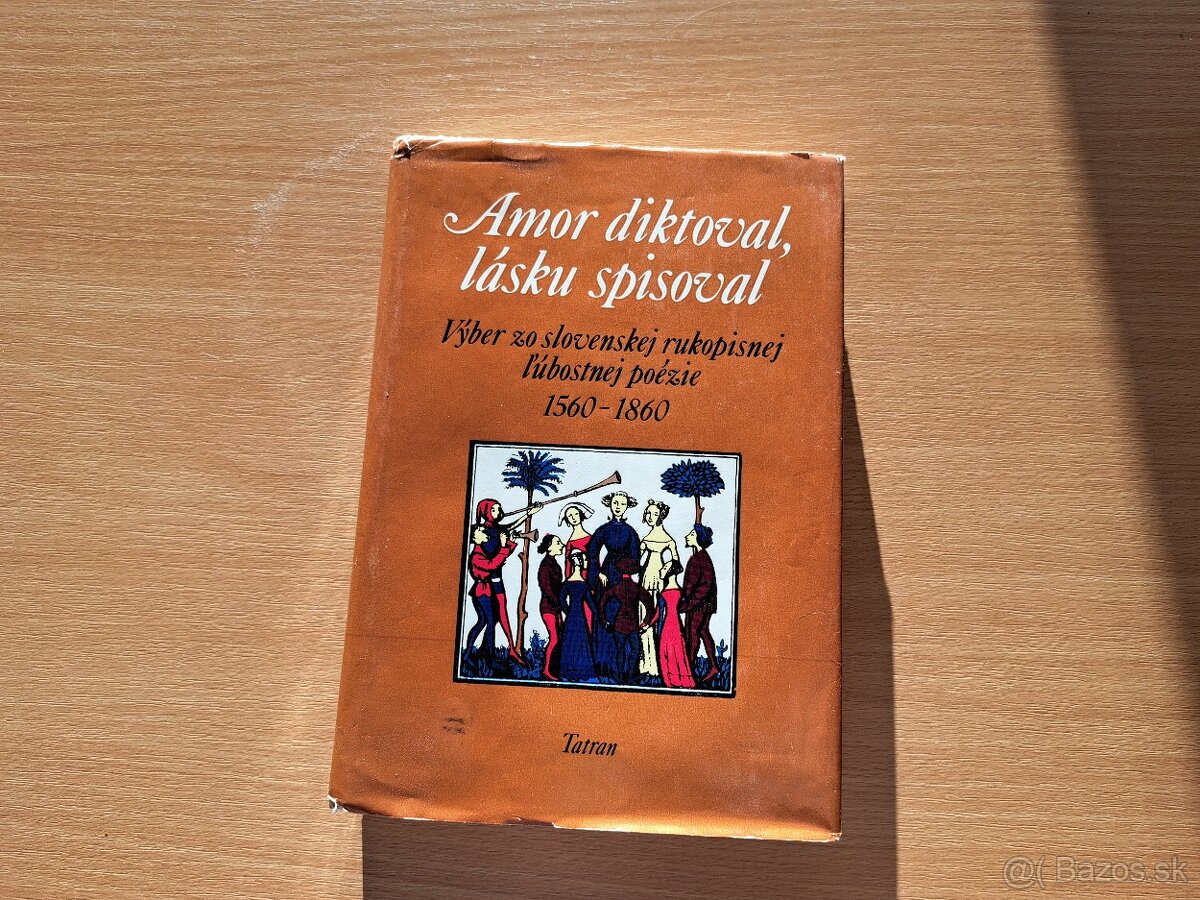 Amor diktoval,
lásku spisoval
Výber zo slovenskej rukopisnej
ľúbostnej poézie
1560-1860
Tatran
@( Bazos.sk